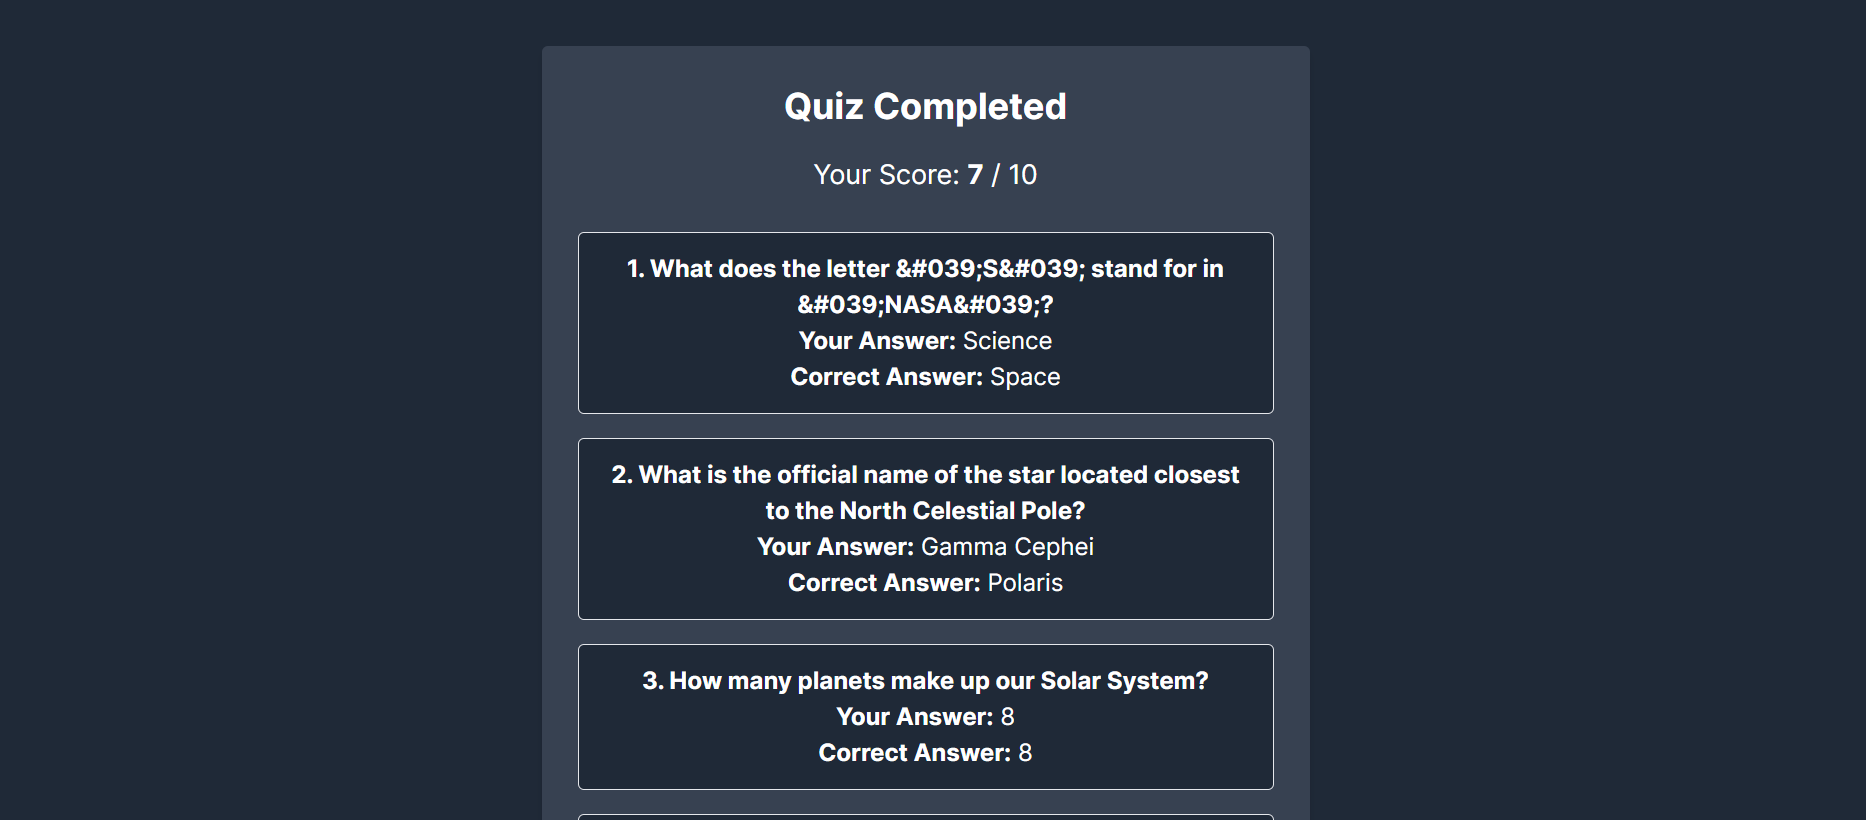 Quiz Completed
Your Score: 7 / 10
1. What does the letter &#039;S&#039; stand for in
&#039;NASA&#039;?
Your Answer: Science
Correct Answer: Space
2. What is the official name of the star located closest
to the North Celestial Pole?
Your Answer: Gamma Cephei
Correct Answer: Polaris
3. How many planets make up our Solar System?
Your Answer: 8
Correct Answer: 8